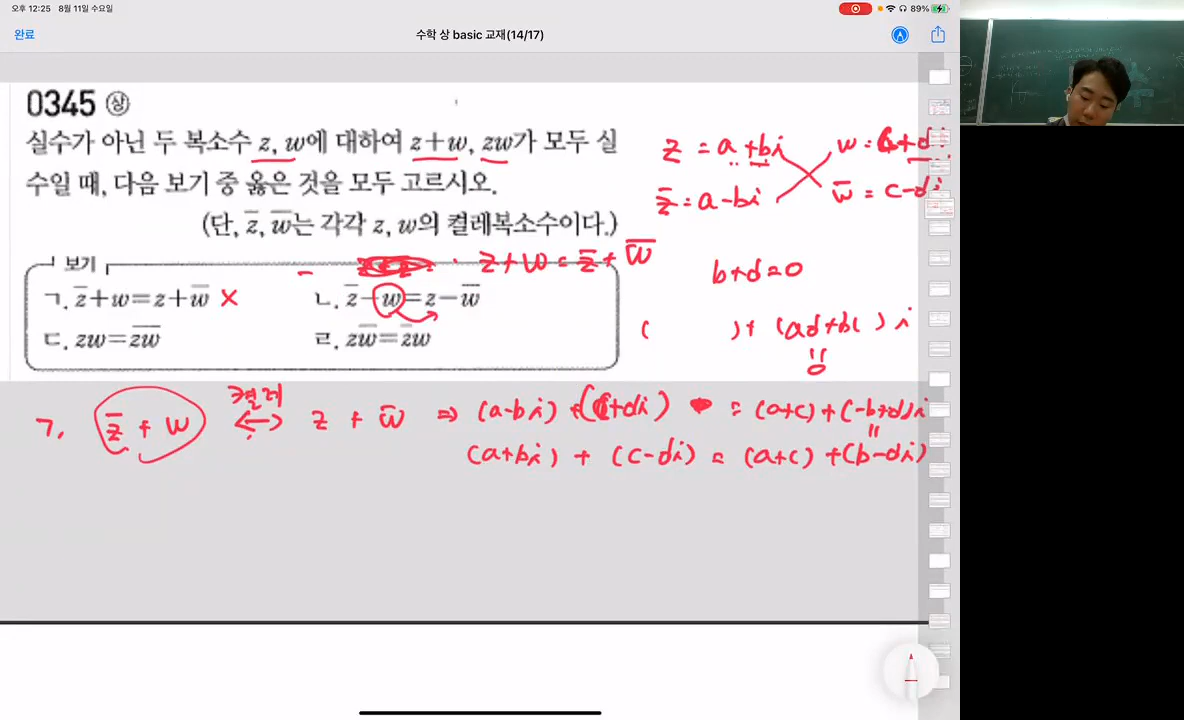 오후 12:25 8월 11일 수요일
89%
완료
수학 상 basic 교재(14/17)
0345 상
실수가 아닌 두 복소수 z, w에 대하여 z+w, zw가 모두 실
수일 때, 다음 보기 중 옳은 것을 모두 고르시오.
(단, z̅, w̅는 각각 z, w의 켤레복소수이다.)
z = a+bi w = c+di
z̅ = a-bi w̅ = c-di
z+w = z̅+w̅
b+d=0
보기
ㄱ. z̅+w=z+w̅ X ㄴ. z̅-w=z-w̅
ㄷ. zw=z̅w̅ ㄹ. zw̅=z̅w
( )+(ad+bc)i
=
0
ㄱ. z̅ + w 켤레 ↔ z + w̅ ⇒ (a-bi) + (c+di) = (a+c)+(-b+d)i
=
(a+bi) + (c-di) = (a+c)+(b-di)